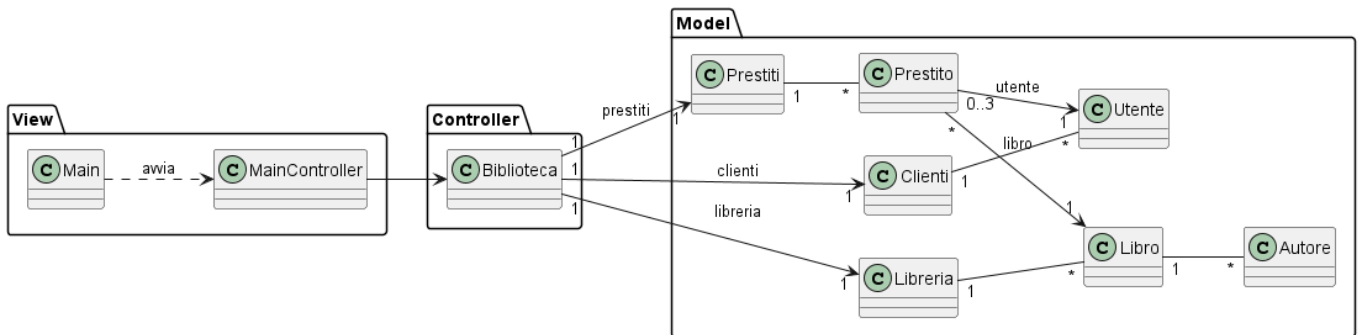 Model
View
Controller
C Main
avvia
C MainController
C Biblioteca
1
1
1
prestiti
1
clienti
1
libreria
1
C Prestiti
1
*
C Prestito
0..3
utente
1
*
libro
1
C Utente
*
C Clienti
1
C Libreria
1
*
C Libro
1
*
C Autore